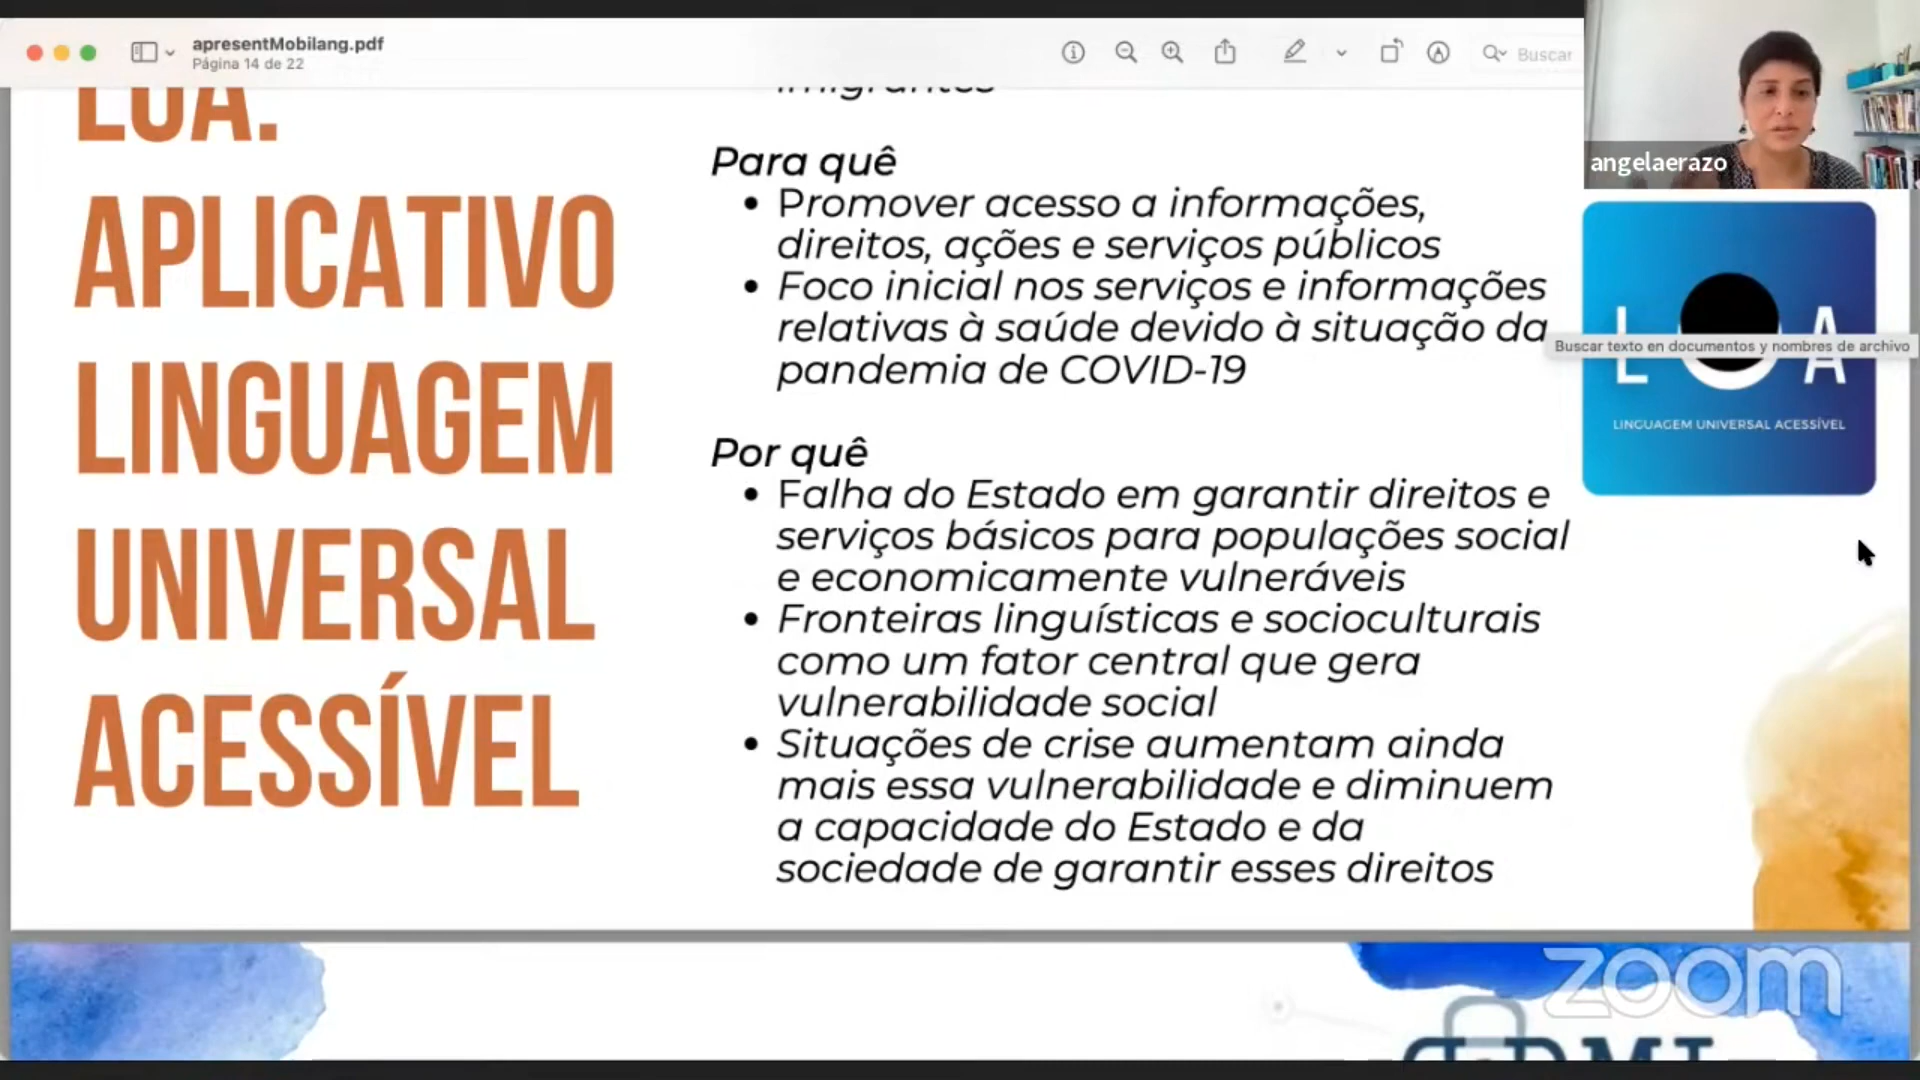 apresentMobilang.pdf
Página 14 de 22
Buscar
angelaerazo
LUA:
APLICATIVO
LINGUAGEM
UNIVERSAL
ACESSÍVEL
imigrantes
Para quê
• Promover acesso a informações,
direitos, ações e serviços públicos
• Foco inicial nos serviços e informações
relativas à saúde devido à situação da
pandemia de COVID-19
Por quê
• Falha do Estado em garantir direitos e
serviços básicos para populações social
e economicamente vulneráveis
• Fronteiras linguísticas e socioculturais
como um fator central que gera
vulnerabilidade social
• Situações de crise aumentam ainda
mais essa vulnerabilidade e diminuem
a capacidade do Estado e da
sociedade de garantir esses direitos
L A
Buscar texto en documentos y nombres de archivo
LINGUAGEM UNIVERSAL ACESSÍVEL
zoom